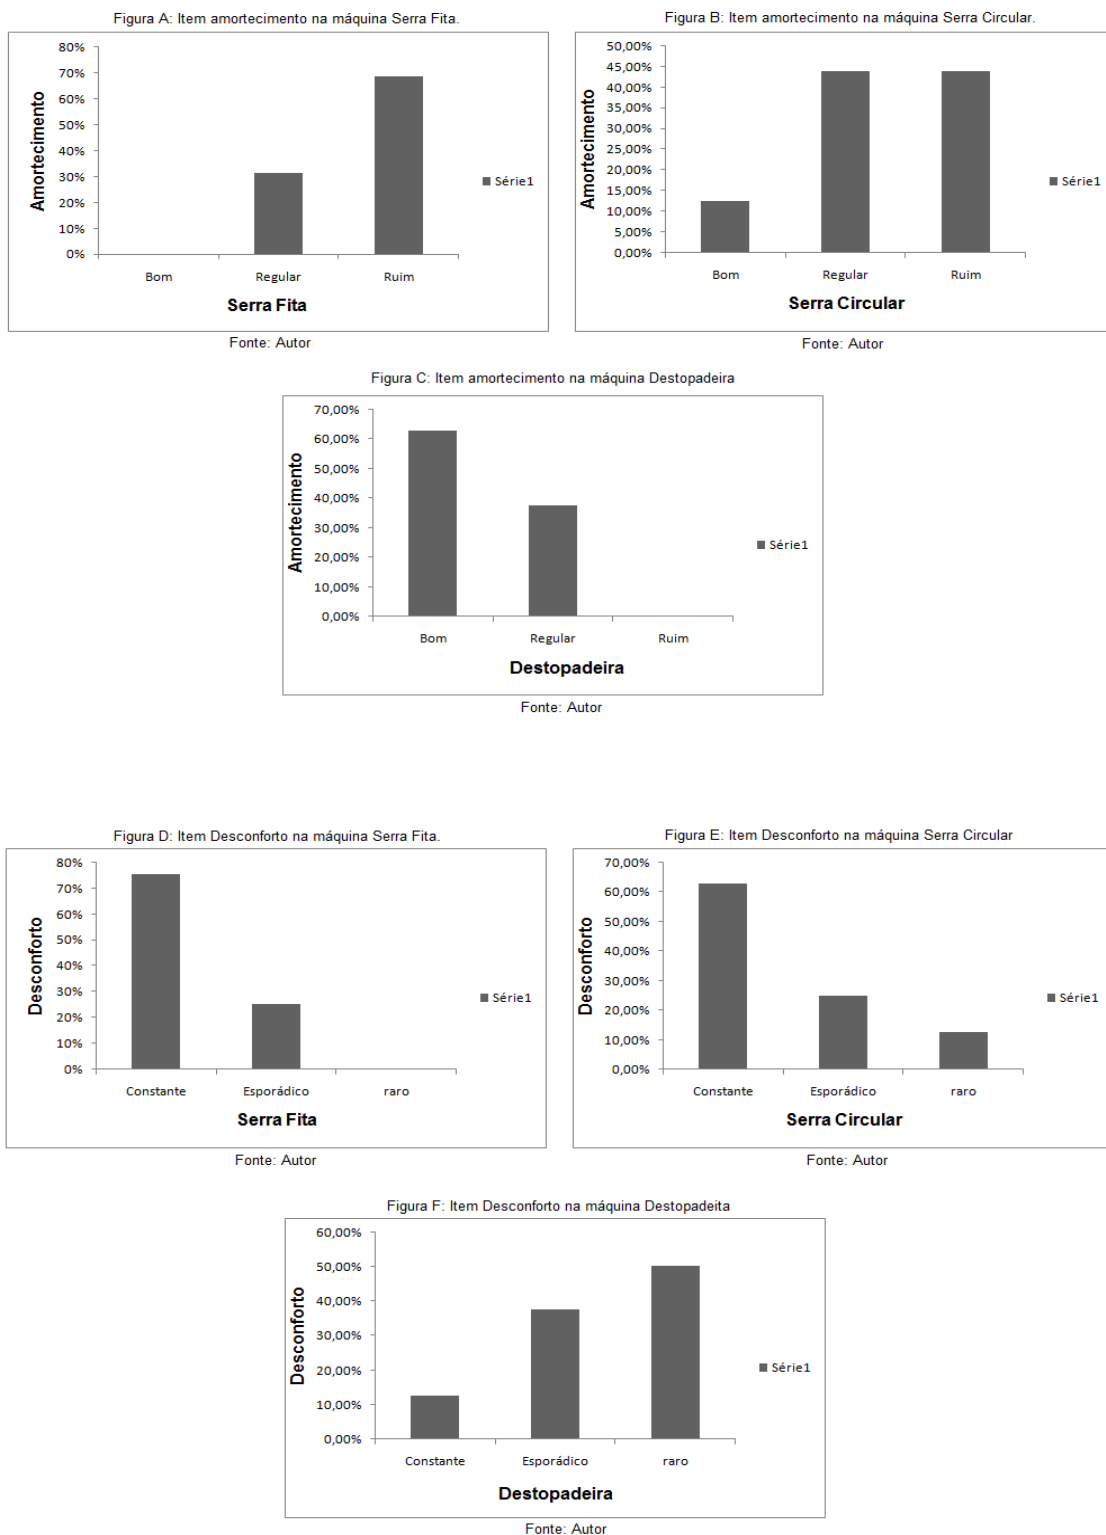 Figura A: Item amortecimento na máquina Serra Fita.
80%
70%
60%
50%
40%
30%
20%
10%
0%
Amortecimento
Bom Regular Ruim
Serra Fita
Série1
Fonte: Autor
Figura B: Item amortecimento na máquina Serra Circular.
50,00%
45,00%
40,00%
35,00%
30,00%
25,00%
20,00%
15,00%
10,00%
5,00%
0,00%
Amortecimento
Bom Regular Ruim
Serra Circular
Série1
Fonte: Autor
Figura C: Item amortecimento na máquina Destopadeira
70,00%
60,00%
50,00%
40,00%
30,00%
20,00%
10,00%
0,00%
Amortecimento
Bom Regular Ruim
Destopadeira
Série1
Fonte: Autor
Figura D: Item Desconforto na máquina Serra Fita.
80%
70%
60%
50%
40%
30%
20%
10%
0%
Desconforto
Constante Esporádico raro
Serra Fita
Série1
Fonte: Autor
Figura E: Item Desconforto na máquina Serra Circular
70,00%
60,00%
50,00%
40,00%
30,00%
20,00%
10,00%
0,00%
Desconforto
Constante Esporádico raro
Serra Circular
Série1
Fonte: Autor
Figura F: Item Desconforto na máquina Destopadeita
60,00%
50,00%
40,00%
30,00%
20,00%
10,00%
0,00%
Desconforto
Constante Esporádico raro
Destopadeira
Série1
Fonte: Autor